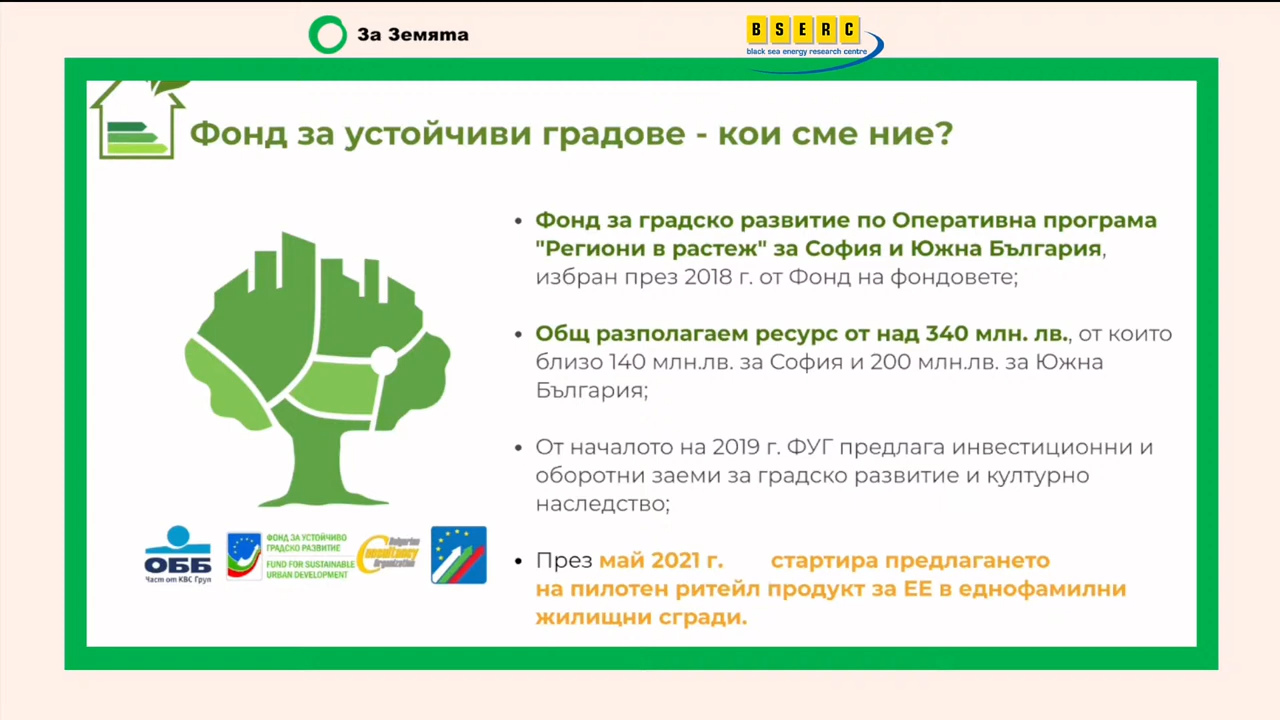 За Земята
BSERC
black sea energy research centre
Фонд за устойчиви градове - кои сме ние?
• Фонд за градско развитие по Оперативна програма
"Региони в растеж" за София и Южна България,
избран през 2018 г. от Фонд на фондовете;
• Общ разполагаем ресурс от над 340 млн. лв., от които
близо 140 млн.лв. за София и 200 млн.лв. за Южна
България;
• От началото на 2019 г. ФУГ предлага инвестиционни и
оборотни заеми за градско развитие и културно
наследство;
• През май 2021 г. стартира предлагането
на пилотен ритейл продукт за ЕЕ в еднофамилни
жилищни сгради.
ОББ
Част от КВС Груп
ФОНД ЗА УСТОЙЧИВО
ГРАДСКО РАЗВИТИЕ
FUND FOR SUSTAINABLE
URBAN DEVELOPMENT
Bulgarian
Consultancy
Organization